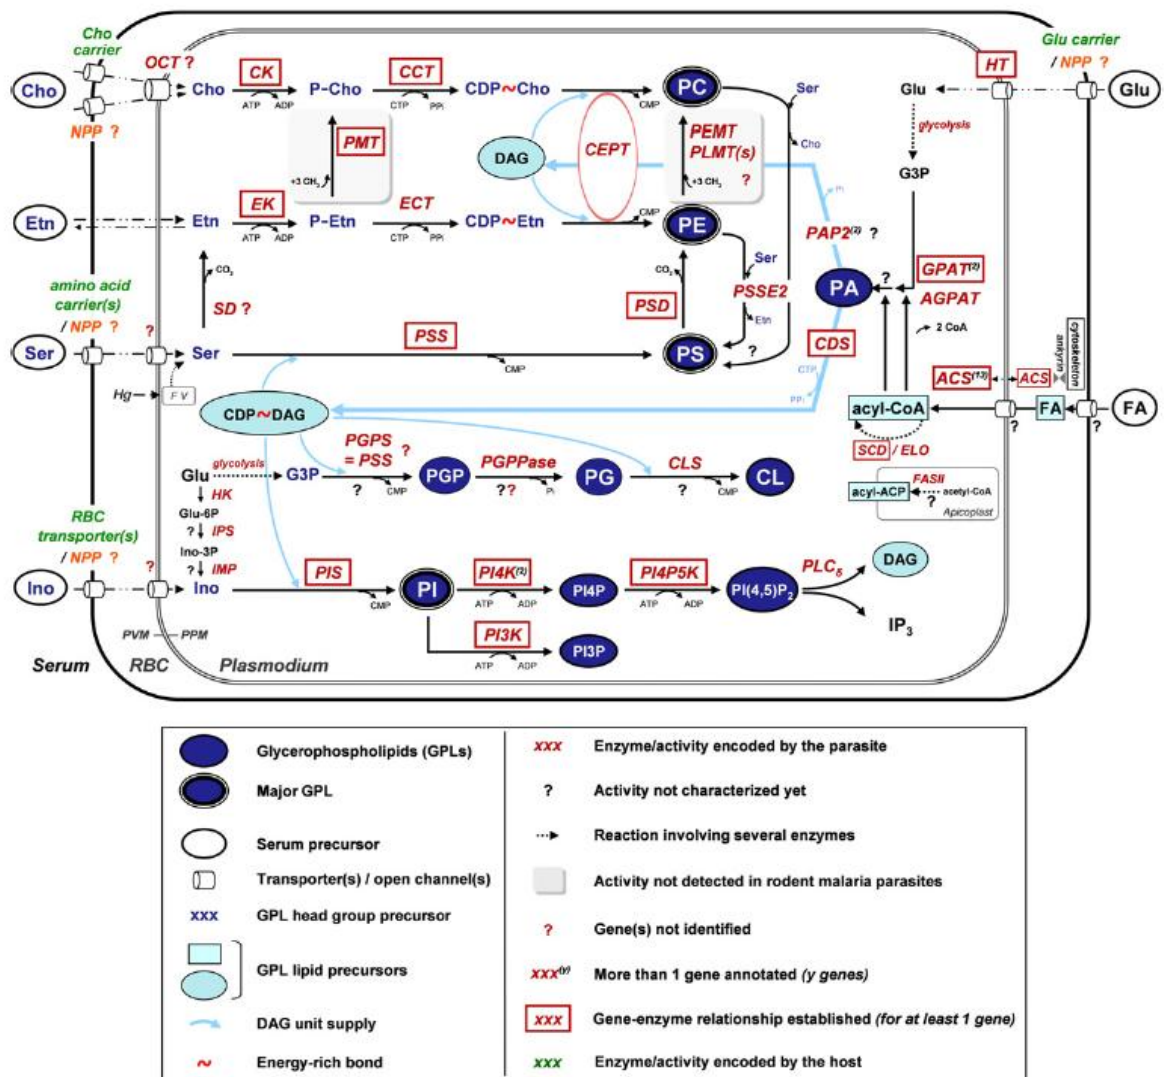 Cho carrier
Cho
NPP ?
OCT ?
Cho
CK
ATP ADP
P-Cho
CCT
CTP PPi
CDP~Cho
CMP
PC
Ser
Cho
HT
Glu carrier
/ NPP ?
Glu
Glu
glycolysis
G3P
PMT
+3 CH3
DAG
CEPT
PEMT
PLMT(s)
+3 CH3
?
Pi
PAP2(3) ?
Etn
Etn
EK
ATP ADP
P-Etn
ECT
CTP PPi
CDP~Etn
CMP
PE
Ser
PSSE2
Etn
?
PA
?
GPAT(2)
AGPAT
2 CoA
CO2
SD ?
CO2
PSD
amino acid
carrier(s)
/ NPP ?
?
Ser
Ser
PSS
CMP
PS
CDS
CTP
PPi
Hg
F V
ACS(13)
ACS
ankyrin
cytoskeleton
acyl-CoA
?
FA
?
FA
SCD / ELO
FASII
acyl-ACP
?
acetyl-CoA
Apicoplast
CDP~DAG
Glu
glycolysis
G3P
PGPS
= PSS
?
?
CMP
PGP
PGPPase
??
Pi
PG
CLS
?
CMP
CL
HK
Glu-6P
? IPS
Ino-3P
? IMP
RBC
transporter(s)
/ NPP ?
?
Ino
Ino
PIS
CMP
PI
PI4K(2)
ATP ADP
PI4P
PI4P5K
ATP ADP
PI(4,5)P2
PLCδ
DAG
IP3
PI3K
ATP ADP
PI3P
PVM PPM
Serum
RBC
Plasmodium
Glycerophospholipids (GPLs)
Major GPL
Serum precursor
Transporter(s) / open channel(s)
xxx GPL head group precursor
GPL lipid precursors
DAG unit supply
~ Energy-rich bond
xxx Enzyme/activity encoded by the parasite
? Activity not characterized yet
Reaction involving several enzymes
Activity not detected in rodent malaria parasites
? Gene(s) not identified
xxx(y) More than 1 gene annotated (y genes)
xxx Gene-enzyme relationship established (for at least 1 gene)
xxx Enzyme/activity encoded by the host